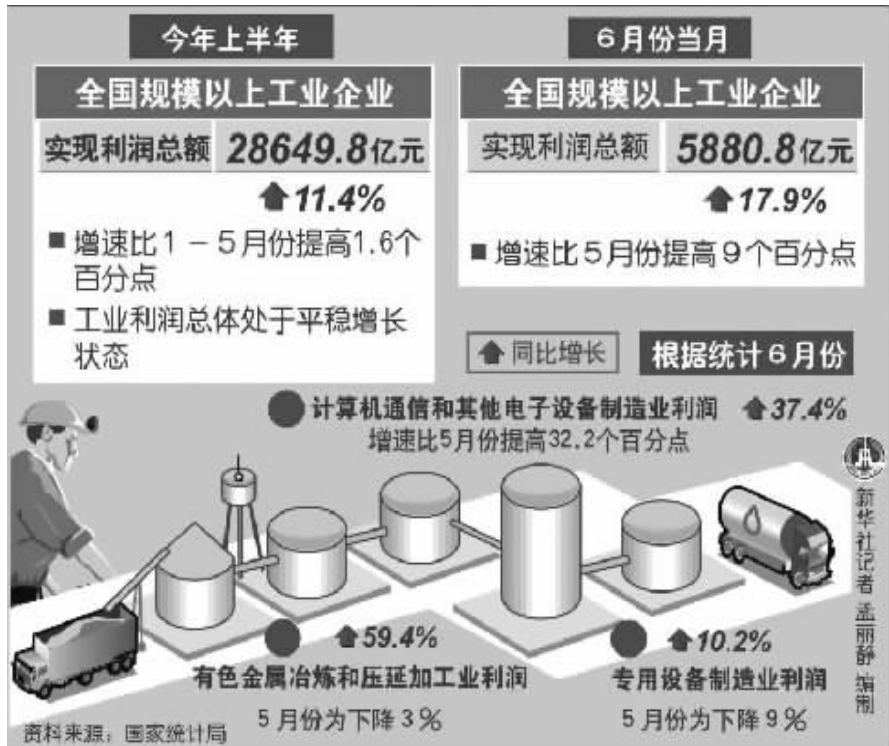 今年上半年
全国规模以上工业企业
实现利润总额 28649.8亿元
11.4%
增速比1－5月份提高1.6个
百分点
工业利润总体处于平稳增长
状态
6月份当月
全国规模以上工业企业
实现利润总额 5880.8亿元
17.9%
增速比5月份提高9个百分点
同比增长
根据统计6月份
计算机通信和其他电子设备制造业利润 37.4%
增速比5月份提高32.2个百分点
59.4%
有色金属冶炼和压延加工业利润
5月份为下降3%
10.2%
专用设备制造业利润
5月份为下降9%
资料来源：国家统计局
新华社记者 孟丽静 编制